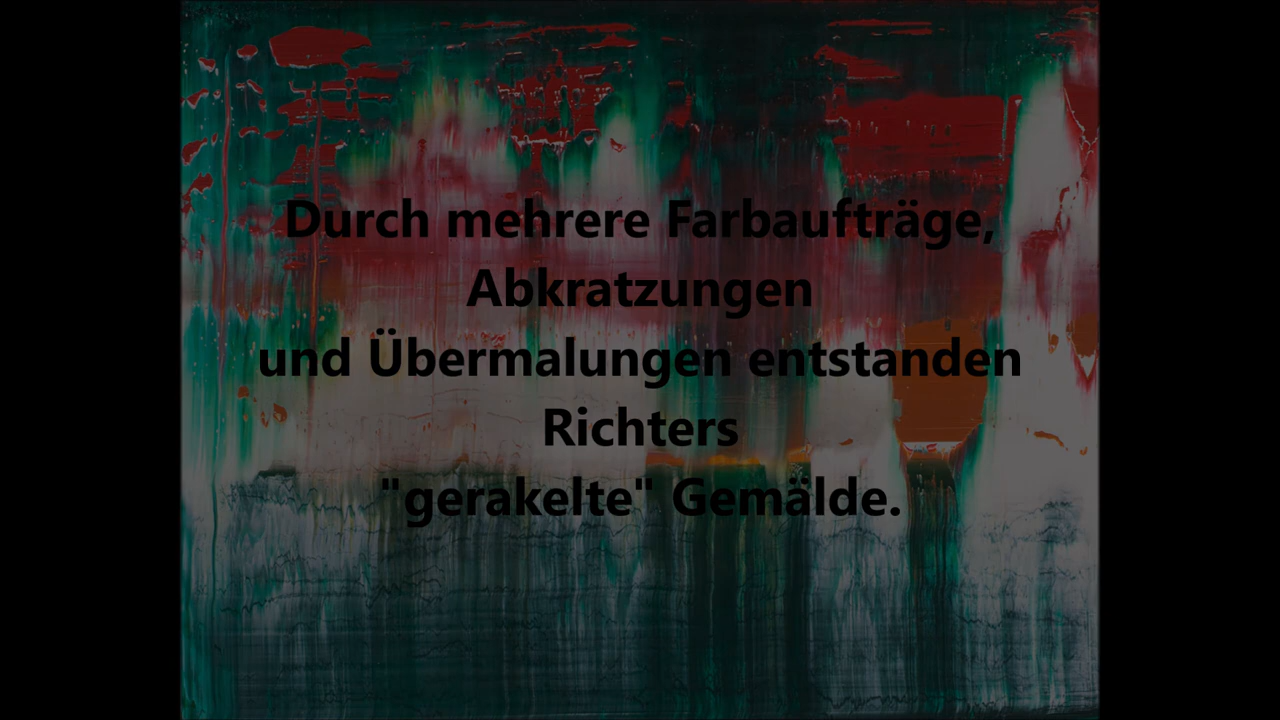 Durch mehrere Farbaufträge,
Abkratzungen
und Übermalungen entstanden
Richters
"gerakelte" Gemälde.